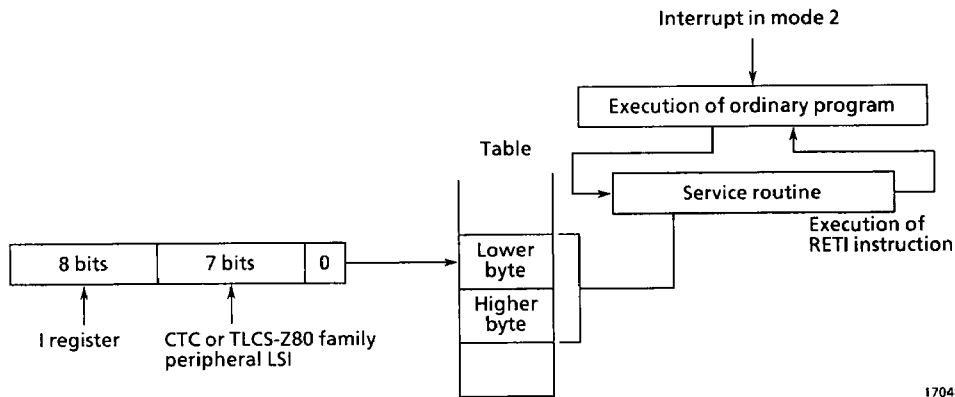 Interrupt in mode 2
Execution of ordinary program
Table
Service routine
Execution of
RETI instruction
8 bits
7 bits
0
Lower
byte
Higher
byte
I register
CTC or TLCS-Z80 family
peripheral LSI
1704